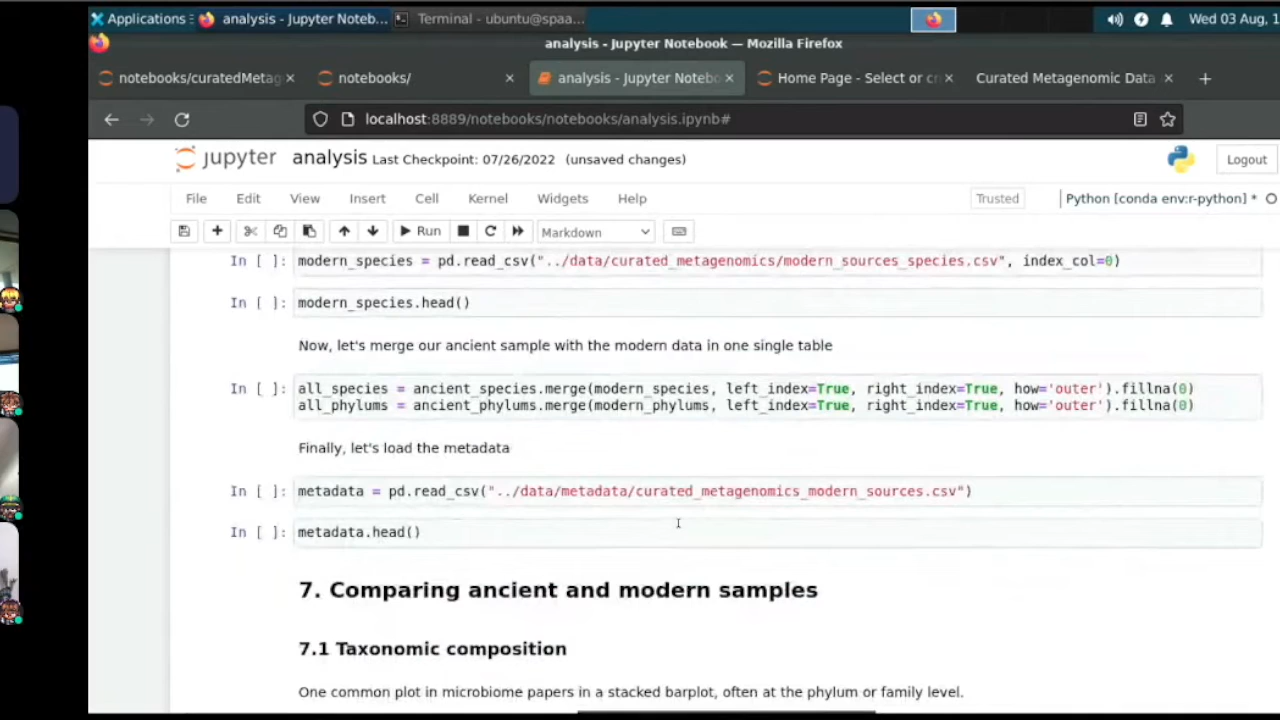 Applications
analysis - Jupyter Noteb...
Terminal - ubuntu@spaa...
Wed 03 Aug, 1
analysis - Jupyter Notebook — Mozilla Firefox
notebooks/curatedMetag
notebooks/
analysis - Jupyter Notebo
Home Page - Select or cr
Curated Metagenomic Data
localhost:8889/notebooks/notebooks/analysis.ipynb#
jupyter analysis Last Checkpoint: 07/26/2022 (unsaved changes)
Logout
File Edit View Insert Cell Kernel Widgets Help
Trusted
Python [conda env:r-python] *
Run
Markdown
In [ ]: modern_species = pd.read_csv("../data/curated_metagenomics/modern_sources_species.csv", index_col=0)
In [ ]: modern_species.head()
Now, let's merge our ancient sample with the modern data in one single table
In [ ]: all_species = ancient_species.merge(modern_species, left_index=True, right_index=True, how='outer').fillna(0)
all_phylums = ancient_phylums.merge(modern_phylums, left_index=True, right_index=True, how='outer').fillna(0)
Finally, let's load the metadata
In [ ]: metadata = pd.read_csv("../data/metadata/curated_metagenomics_modern_sources.csv")
In [ ]: metadata.head()
7. Comparing ancient and modern samples
7.1 Taxonomic composition
One common plot in microbiome papers in a stacked barplot, often at the phylum or family level.